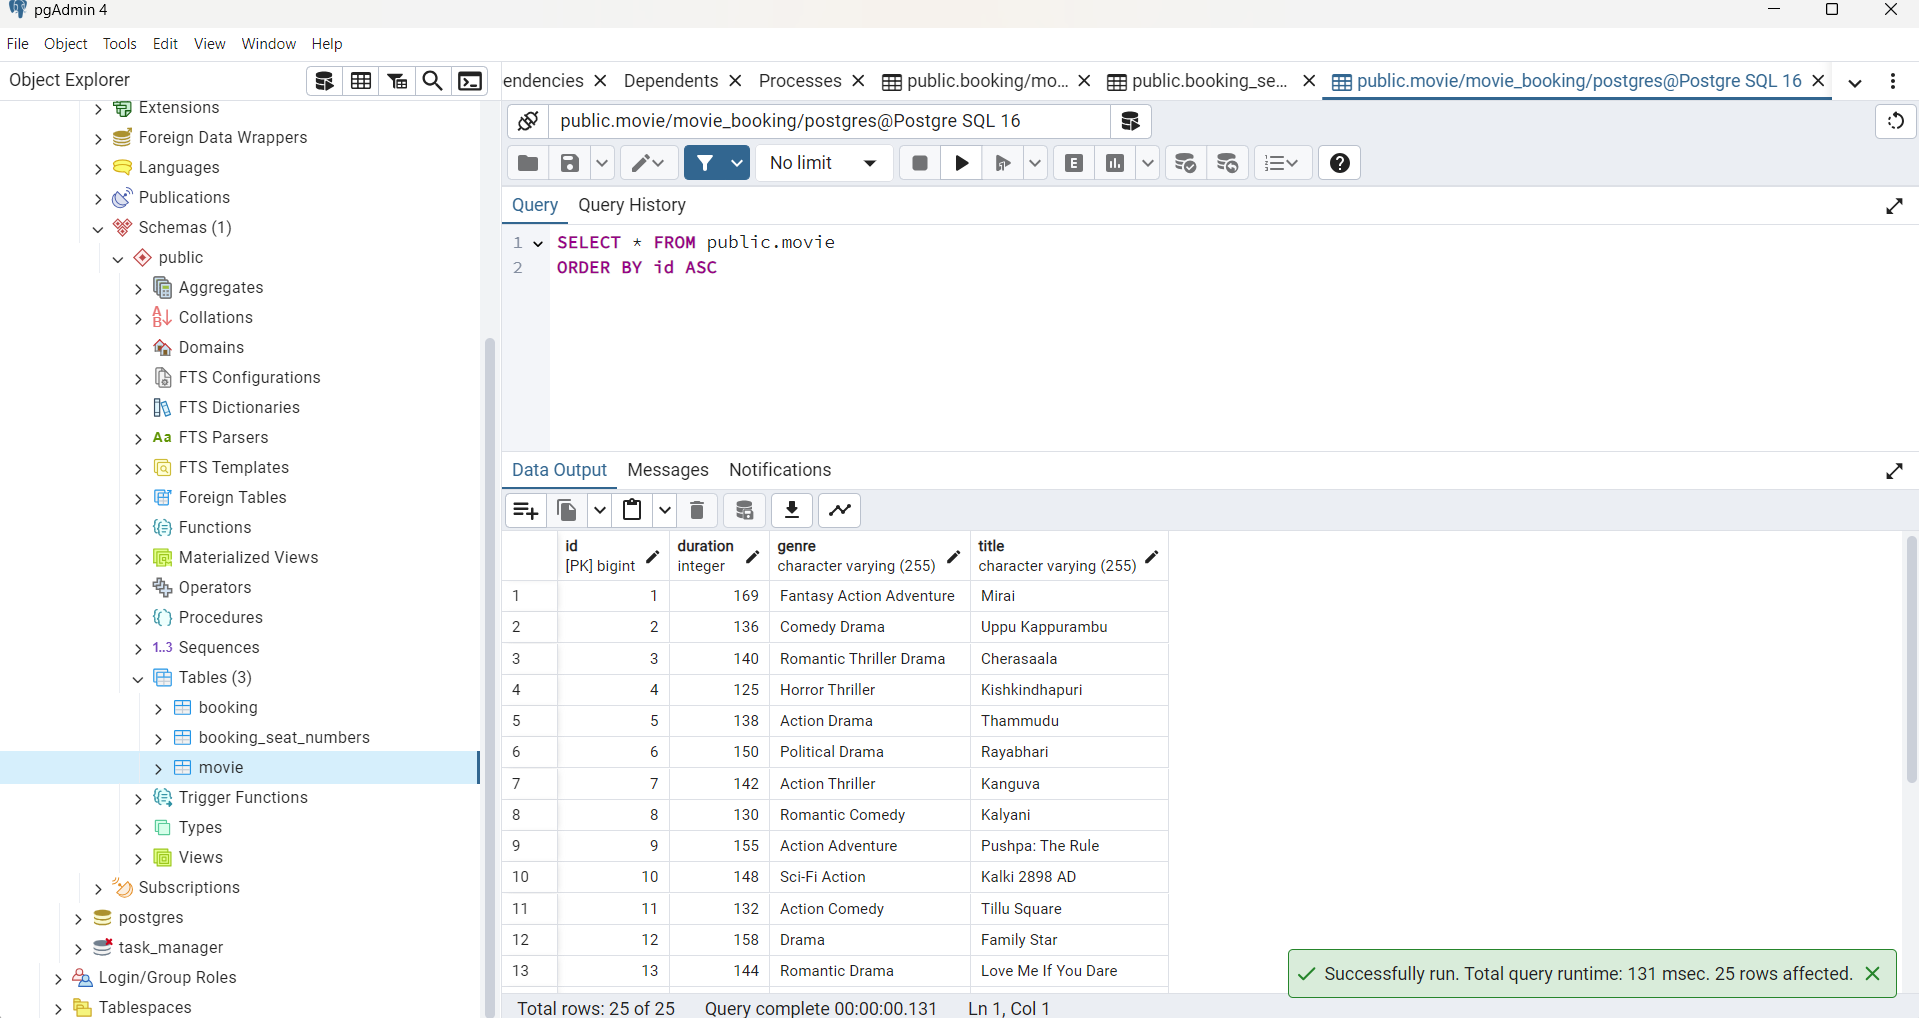 pgAdmin 4
File Object Tools Edit View Window Help
Object Explorer
endencies Dependents Processes public.booking/mo... public.booking_se... public.movie/movie_booking/postgres@Postgre SQL 16
public.movie/movie_booking/postgres@Postgre SQL 16
No limit
E
Query Query History
1 SELECT * FROM public.movie
2 ORDER BY id ASC
Extensions
Foreign Data Wrappers
Languages
Publications
Schemas (1)
public
Aggregates
Collations
Domains
FTS Configurations
FTS Dictionaries
Aa FTS Parsers
FTS Templates
Foreign Tables
Functions
Materialized Views
Operators
Procedures
1..3 Sequences
Tables (3)
booking
booking_seat_numbers
movie
Trigger Functions
Types
Views
Subscriptions
postgres
task_manager
Login/Group Roles
Tablespaces
Data Output Messages Notifications
id duration genre title
[PK] bigint integer character varying (255) character varying (255)
1 1 169 Fantasy Action Adventure Mirai
2 2 136 Comedy Drama Uppu Kappurambu
3 3 140 Romantic Thriller Drama Cherasaala
4 4 125 Horror Thriller Kishkindhapuri
5 5 138 Action Drama Thammudu
6 6 150 Political Drama Rayabhari
7 7 142 Action Thriller Kanguva
8 8 130 Romantic Comedy Kalyani
9 9 155 Action Adventure Pushpa: The Rule
10 10 148 Sci-Fi Action Kalki 2898 AD
11 11 132 Action Comedy Tillu Square
12 12 158 Drama Family Star
13 13 144 Romantic Drama Love Me If You Dare
Successfully run. Total query runtime: 131 msec. 25 rows affected.
Total rows: 25 of 25 Query complete 00:00:00.131 Ln 1, Col 1